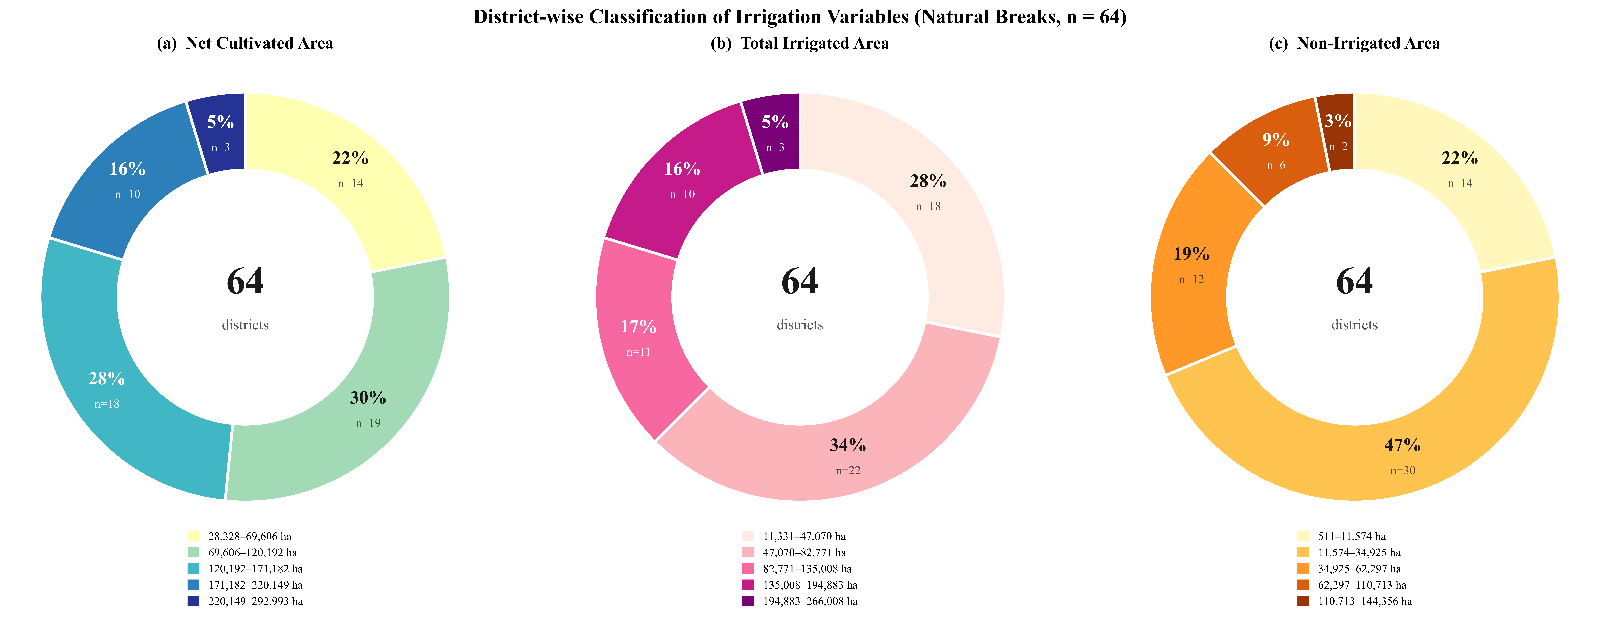 District-wise Classification of Irrigation Variables (Natural Breaks, n = 64)
(a) Net Cultivated Area
5%
n=3
22%
n=14
16%
n=10
64
districts
28%
n=18
30%
n=19
28,328–69,606 ha
69,606–120,192 ha
120,192–171,182 ha
171,182–220,149 ha
220,149–292,993 ha
(b) Total Irrigated Area
5%
n=3
28%
n=18
16%
n=10
64
districts
17%
n=11
34%
n=22
11,331–47,070 ha
47,070–82,771 ha
82,771–135,008 ha
135,008–194,883 ha
194,883–266,008 ha
(c) Non-Irrigated Area
3%
n=2
9%
n=6
22%
n=14
19%
n=12
64
districts
47%
n=30
511–11,574 ha
11,574–34,925 ha
34,925–62,297 ha
62,297–110,713 ha
110,713–144,356 ha